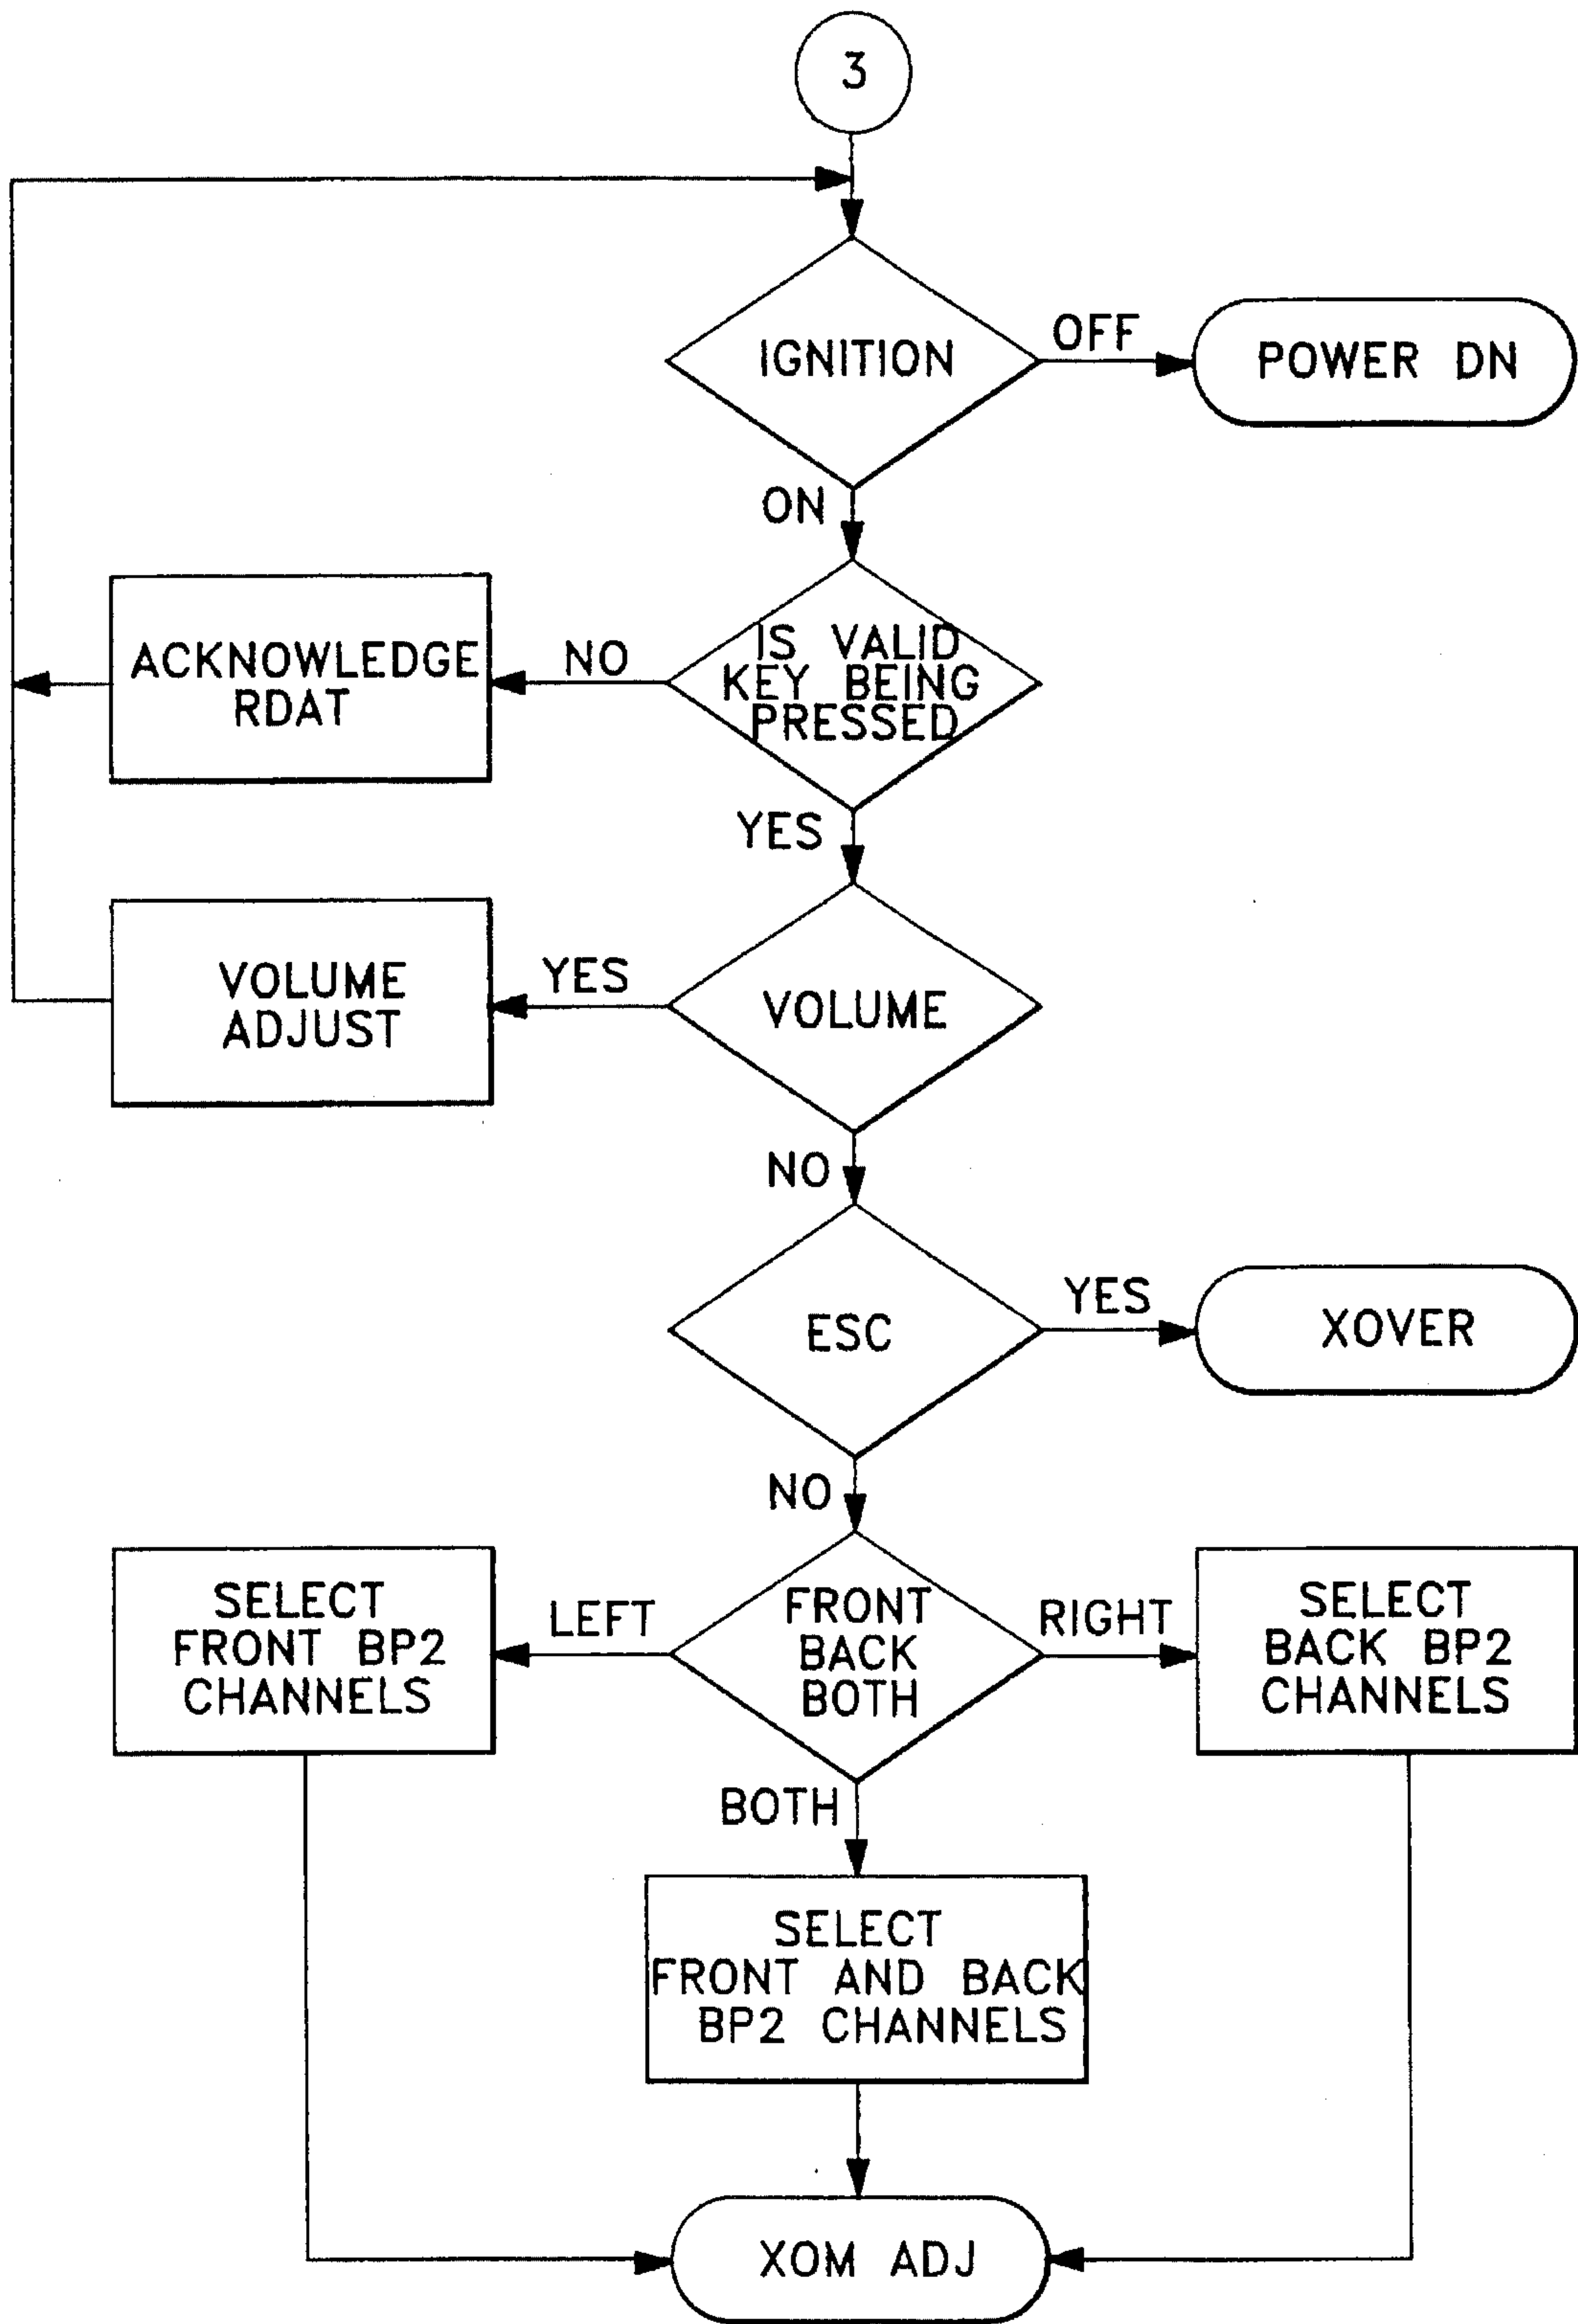 3
IGNITION
OFF
POWER DN
ON
IS VALID
KEY BEING
PRESSED
NO
ACKNOWLEDGE
RDAT
YES
VOLUME
YES
VOLUME
ADJUST
NO
ESC
YES
XOVER
NO
FRONT
BACK
BOTH
LEFT
SELECT
FRONT BP2
CHANNELS
RIGHT
SELECT
BACK BP2
CHANNELS
BOTH
SELECT
FRONT AND BACK
BP2 CHANNELS
XOM ADJ